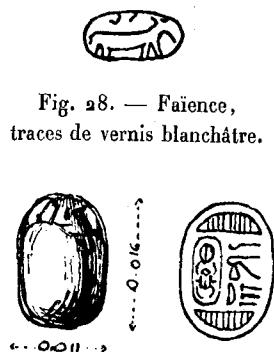 Fig. 28. — Faïence,
traces de vernis blanchâtre.
0.016
0.011